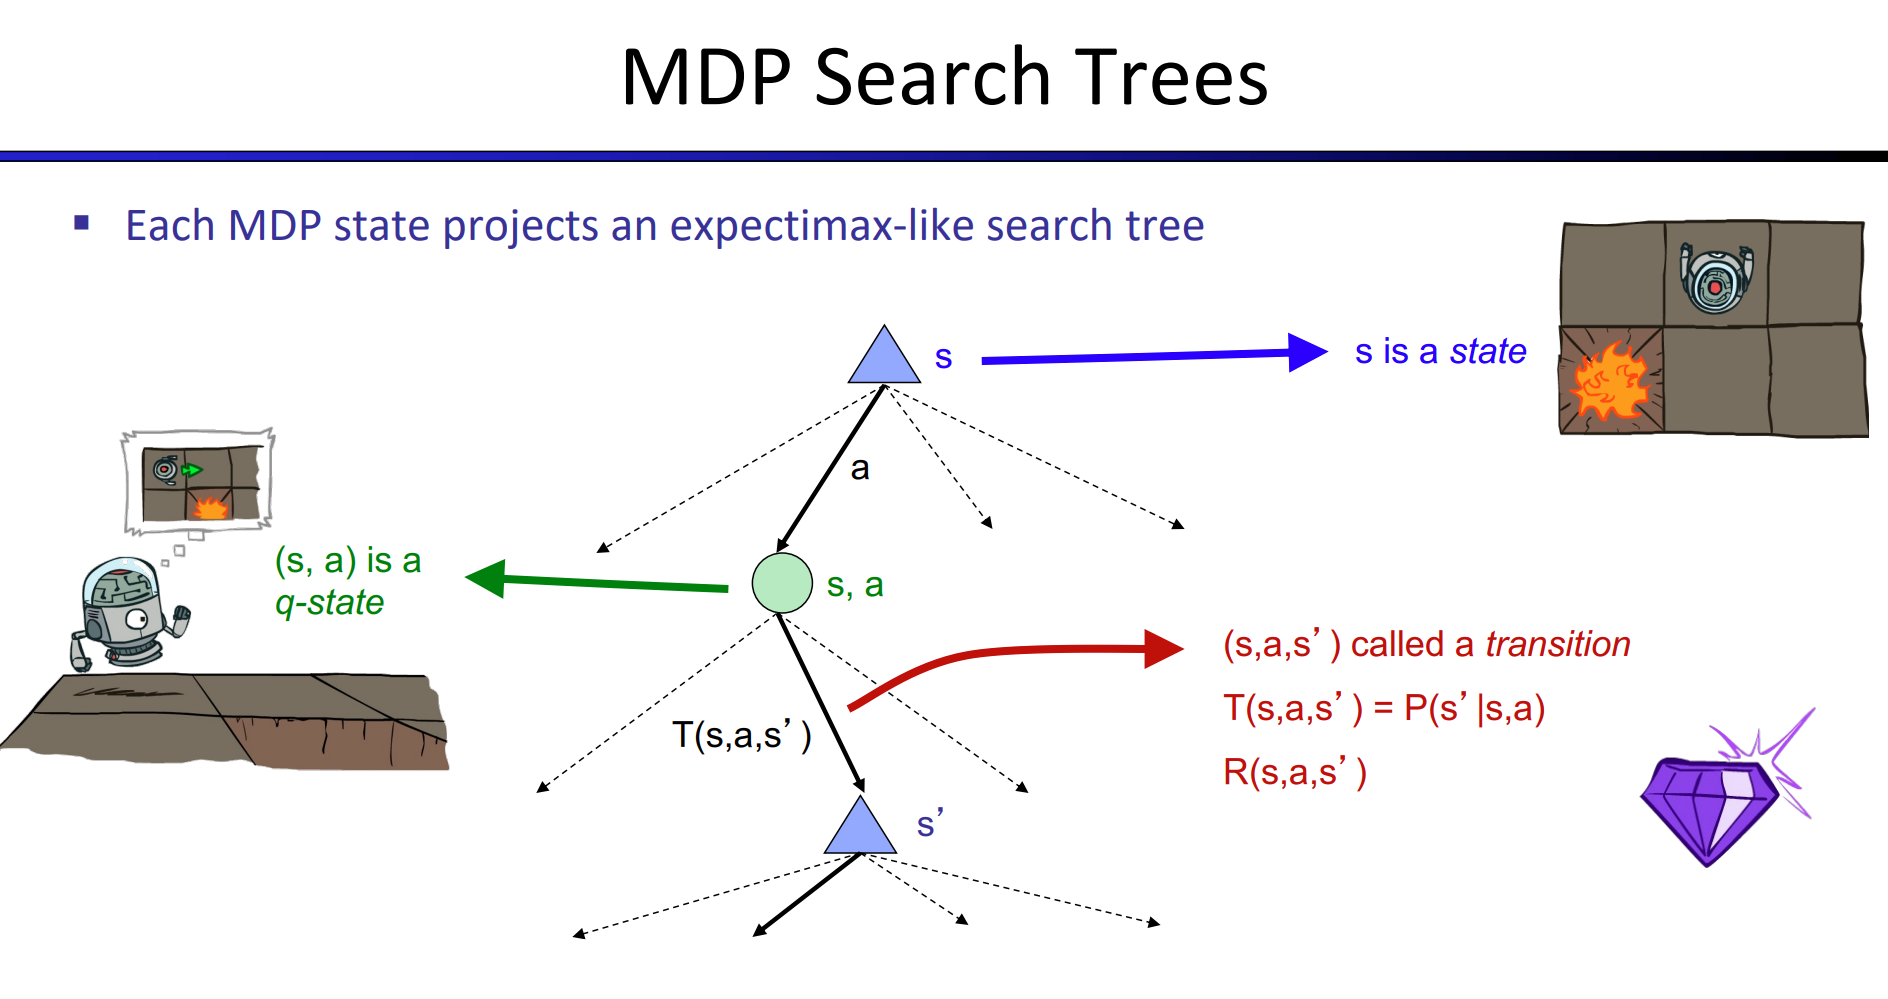 MDP Search Trees
▪ Each MDP state projects an expectimax-like search tree
s
s is a state
a
(s, a) is a
q-state
s, a
(s,a,s’) called a transition
T(s,a,s’) = P(s’|s,a)
R(s,a,s’)
T(s,a,s’)
s’